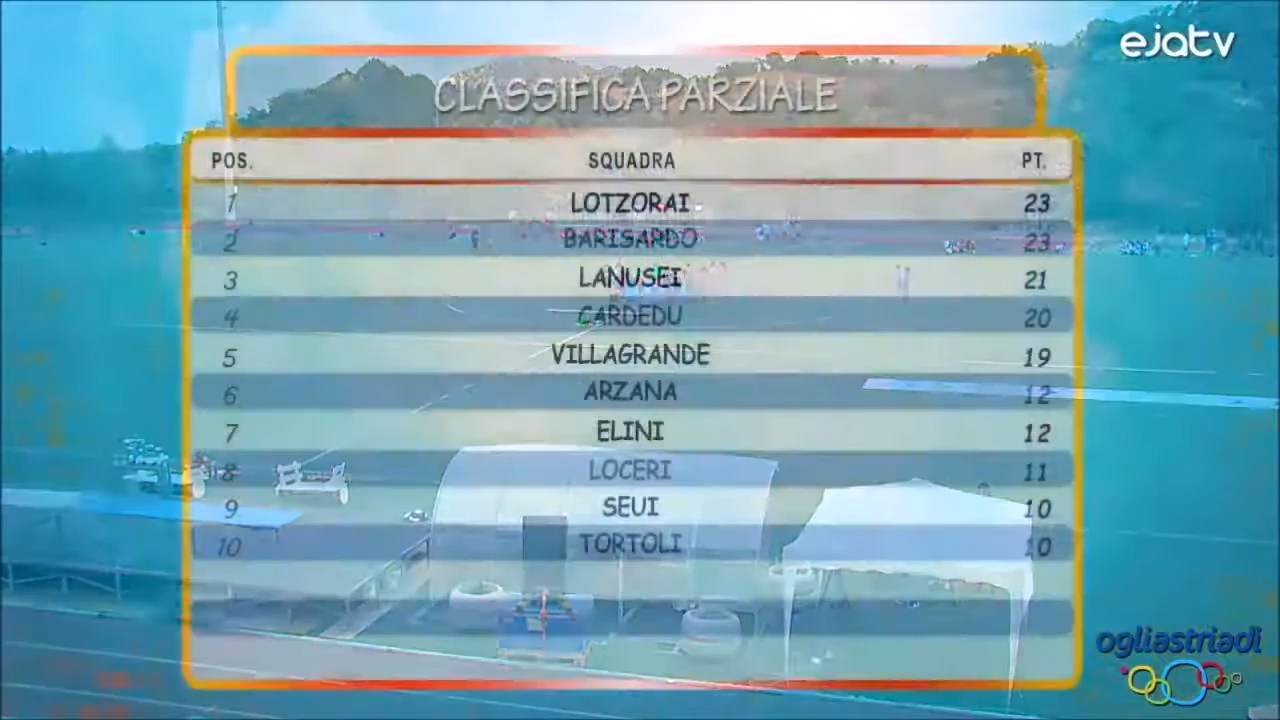 ejatv
CLASSIFICA PARZIALE
POS. SQUADRA PT.
1 LOTZORAI 23
2 BARISARDO 23
3 LANUSEI 21
4 CARDEDU 20
5 VILLAGRANDE 19
6 ARZANA 12
7 ELINI 12
8 LOCERI 11
9 SEUI 10
10 TORTOLI 10
ogliastriadi